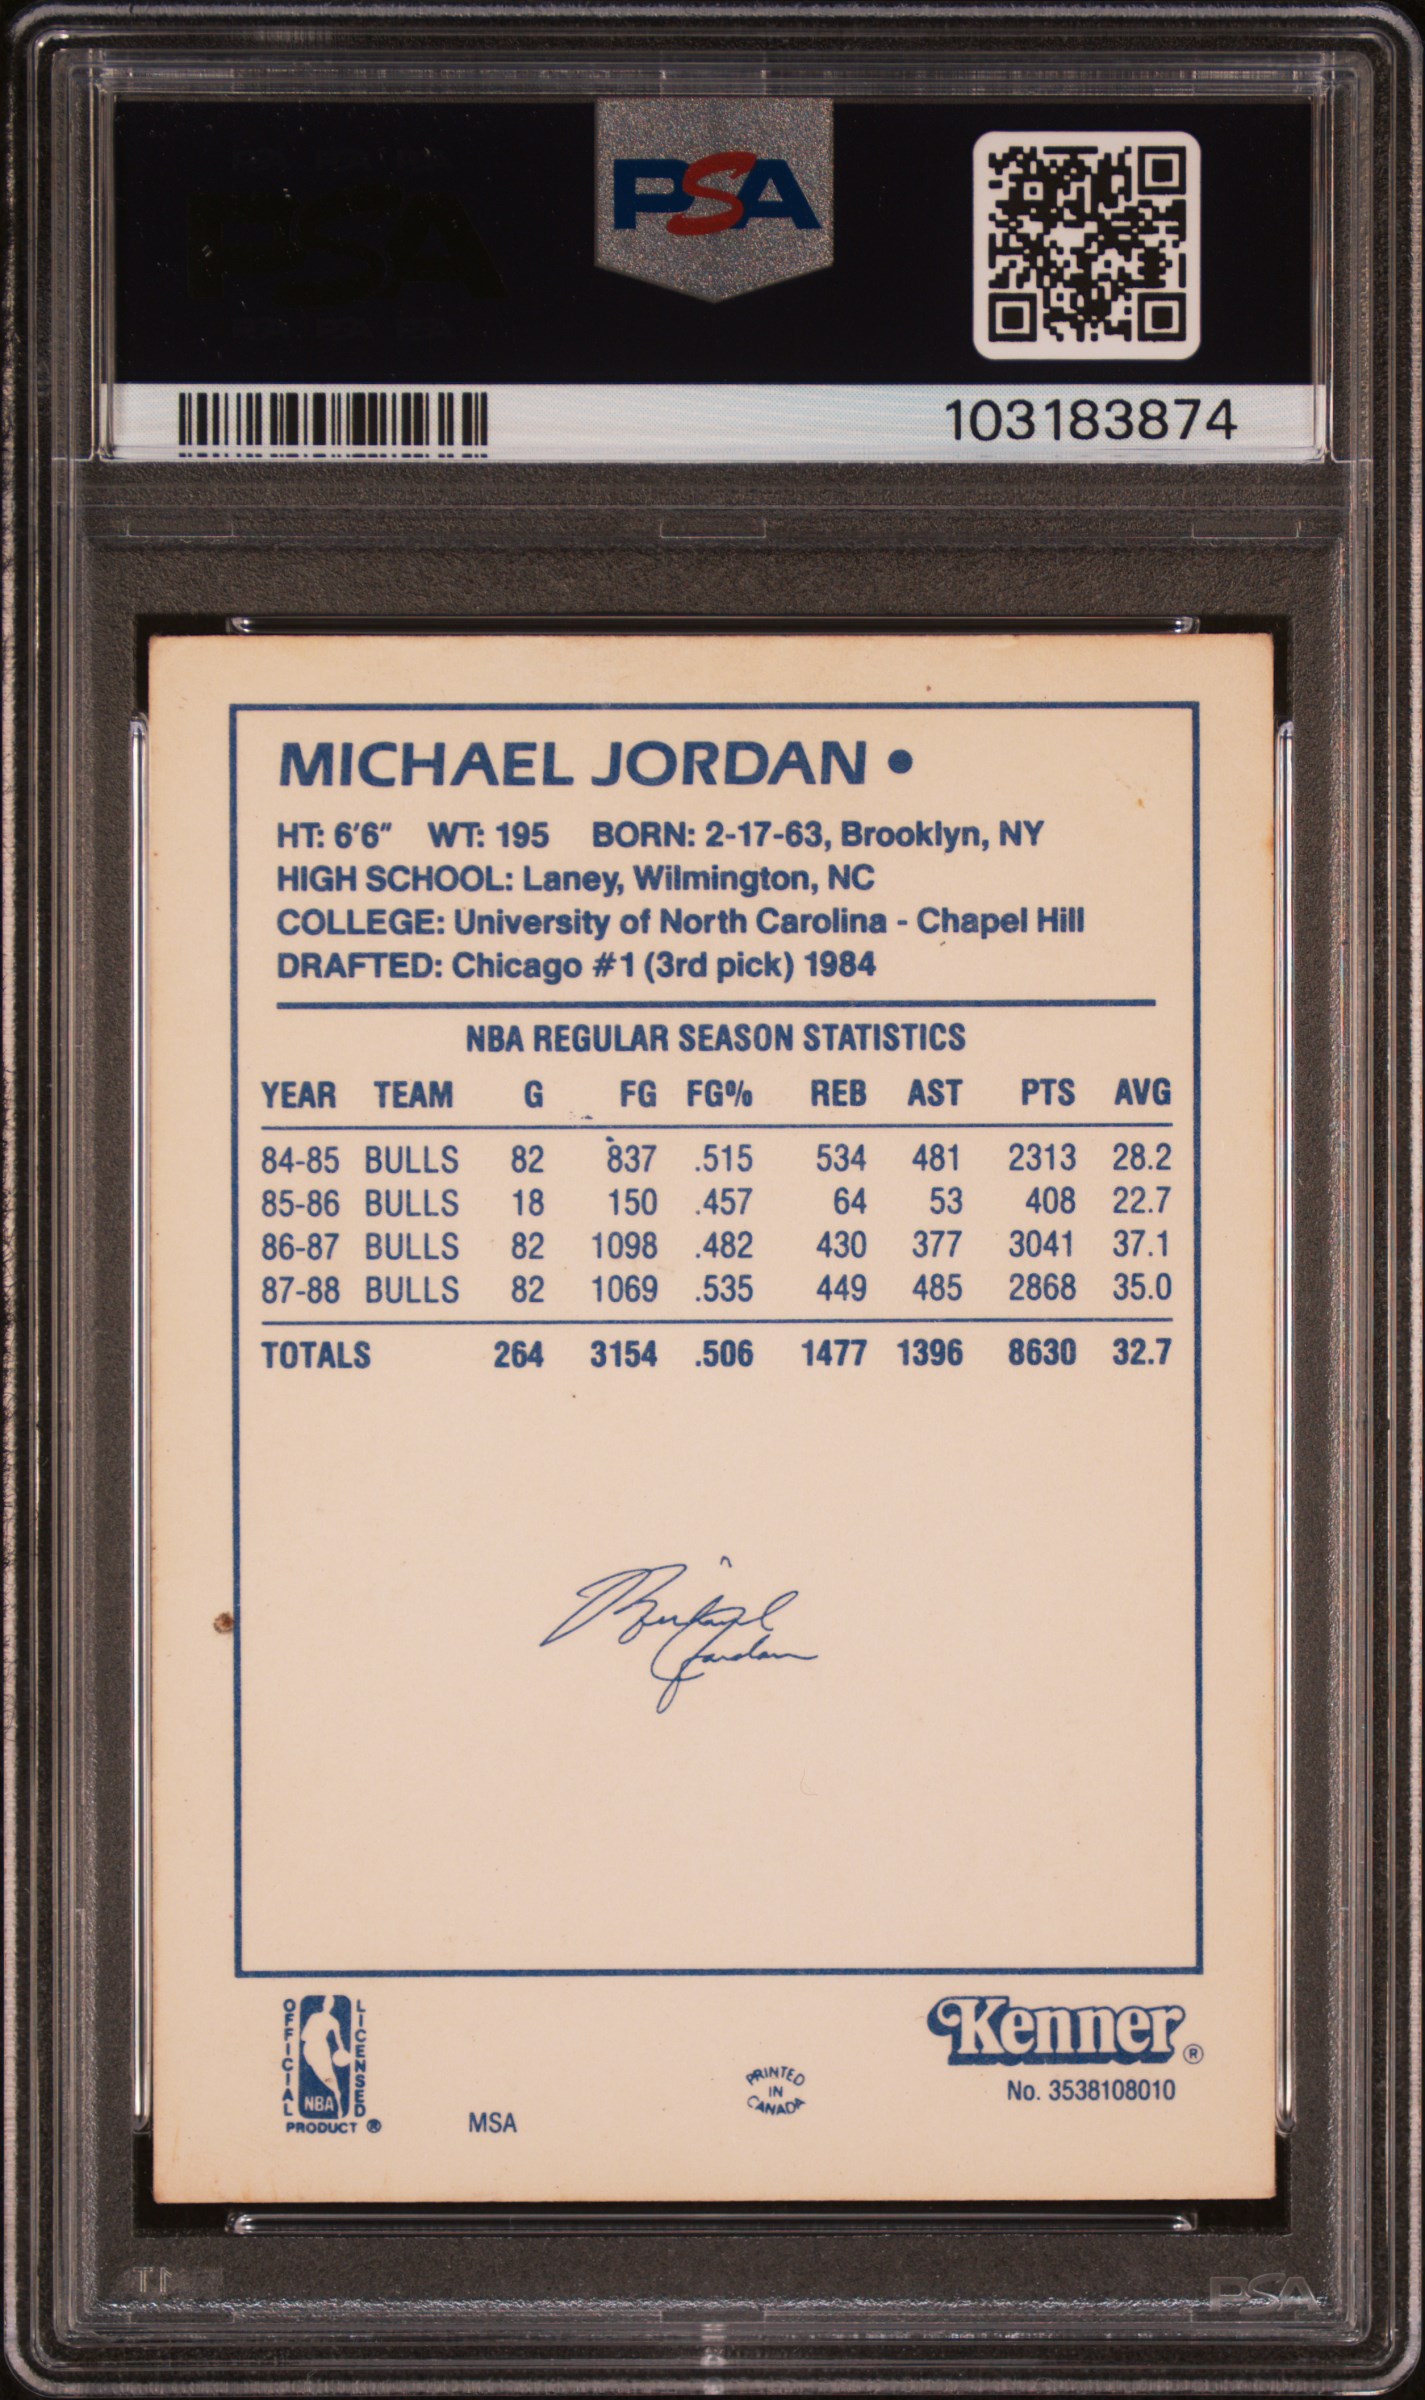 PSA
103183874
MICHAEL JORDAN •
HT: 6'6" WT: 195 BORN: 2-17-63, Brooklyn, NY
HIGH SCHOOL: Laney, Wilmington, NC
COLLEGE: University of North Carolina - Chapel Hill
DRAFTED: Chicago #1 (3rd pick) 1984
NBA REGULAR SEASON STATISTICS
YEAR TEAM G FG FG% REB AST PTS AVG
84-85 BULLS 82 837 .515 534 481 2313 28.2
85-86 BULLS 18 150 .457 64 53 408 22.7
86-87 BULLS 82 1098 .482 430 377 3041 37.1
87-88 BULLS 82 1069 .535 449 485 2868 35.0
TOTALS 264 3154 .506 1477 1396 8630 32.7
Michael
Jordan
OFFICIAL LICENSED
NBA
PRODUCT ®
MSA
PRINTED
IN
CANADA
Kenner ®
No. 3538108010
PSA